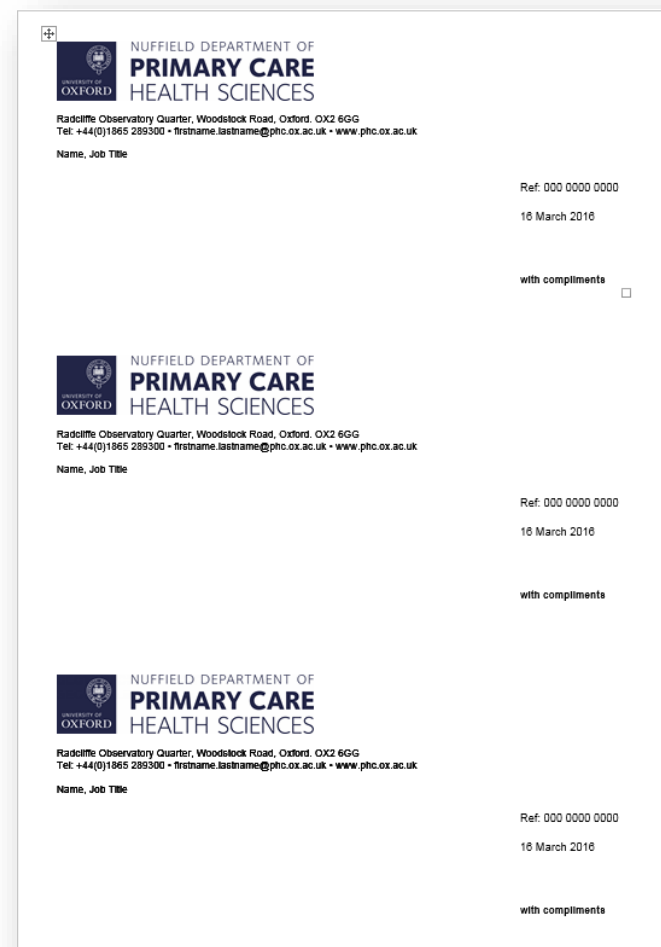 NUFFIELD DEPARTMENT OF
UNIVERSITY OF
OXFORD
PRIMARY CARE
HEALTH SCIENCES
Radcliffe Observatory Quarter, Woodstock Road, Oxford. OX2 6GG
Tel: +44(0)1865 289300 • firstname.lastname@phc.ox.ac.uk • www.phc.ox.ac.uk
Name, Job Title
Ref: 000 0000 0000
16 March 2016
with compliments
NUFFIELD DEPARTMENT OF
UNIVERSITY OF
OXFORD
PRIMARY CARE
HEALTH SCIENCES
Radcliffe Observatory Quarter, Woodstock Road, Oxford. OX2 6GG
Tel: +44(0)1865 289300 • firstname.lastname@phc.ox.ac.uk • www.phc.ox.ac.uk
Name, Job Title
Ref: 000 0000 0000
16 March 2016
with compliments
NUFFIELD DEPARTMENT OF
UNIVERSITY OF
OXFORD
PRIMARY CARE
HEALTH SCIENCES
Radcliffe Observatory Quarter, Woodstock Road, Oxford. OX2 6GG
Tel: +44(0)1865 289300 • firstname.lastname@phc.ox.ac.uk • www.phc.ox.ac.uk
Name, Job Title
Ref: 000 0000 0000
16 March 2016
with compliments